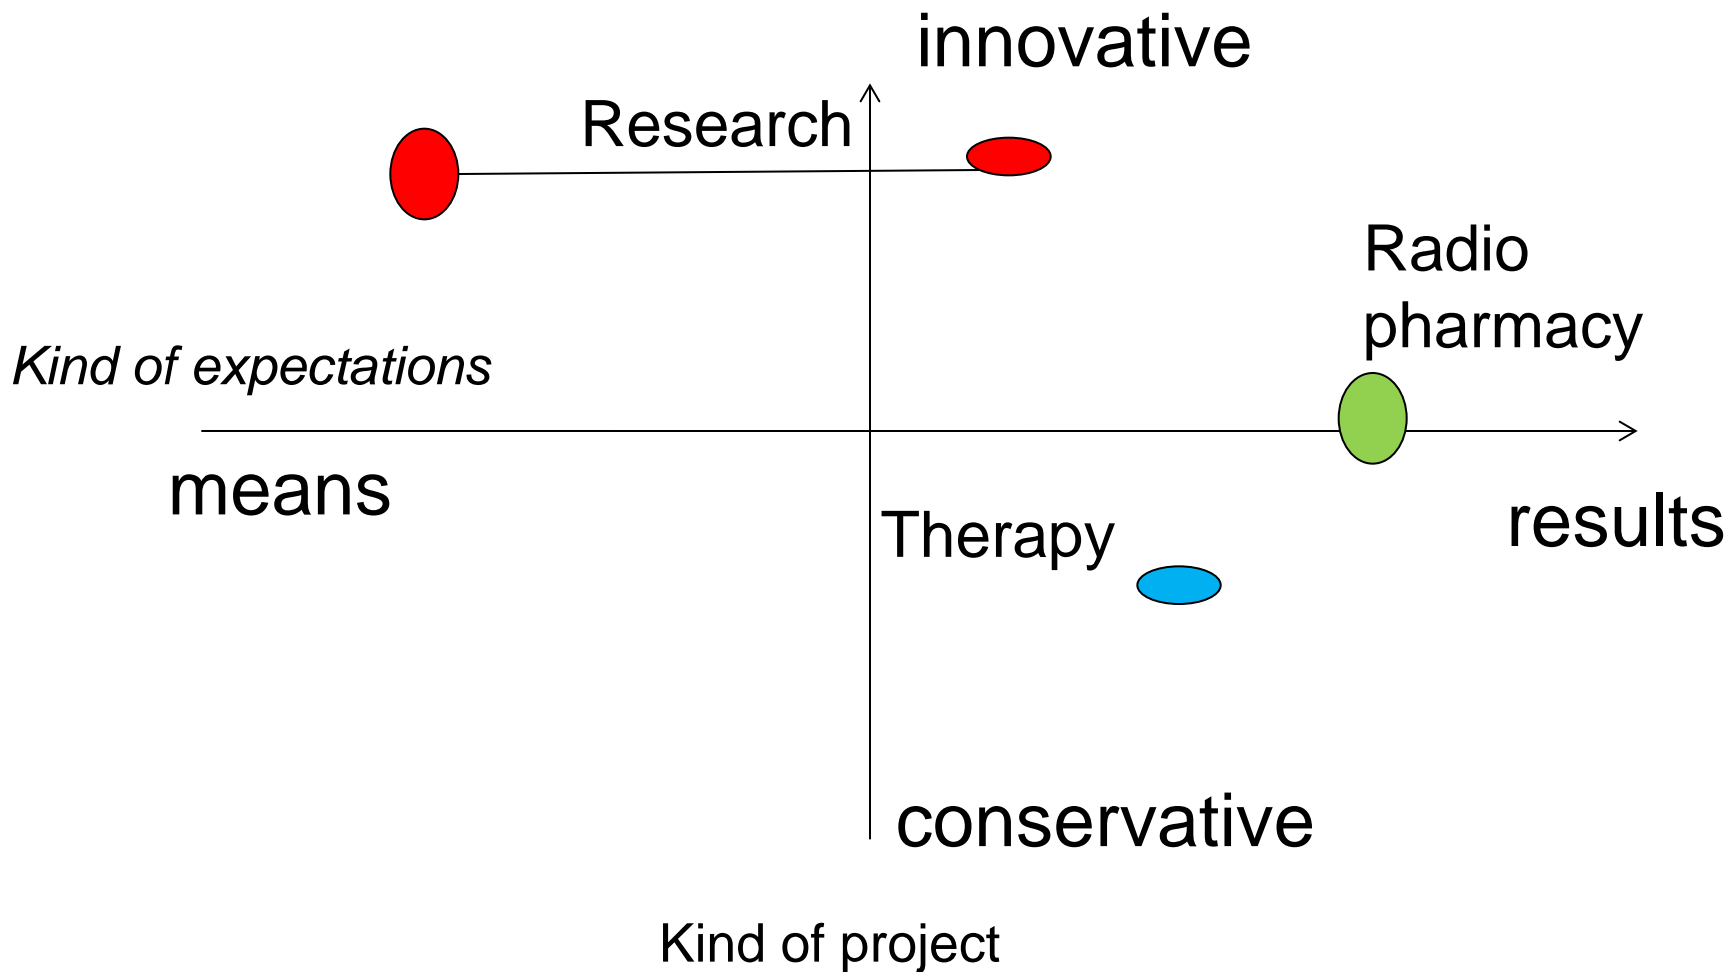 innovative
Research
Radio
pharmacy
Kind of expectations
means
results
Therapy
conservative
Kind of project